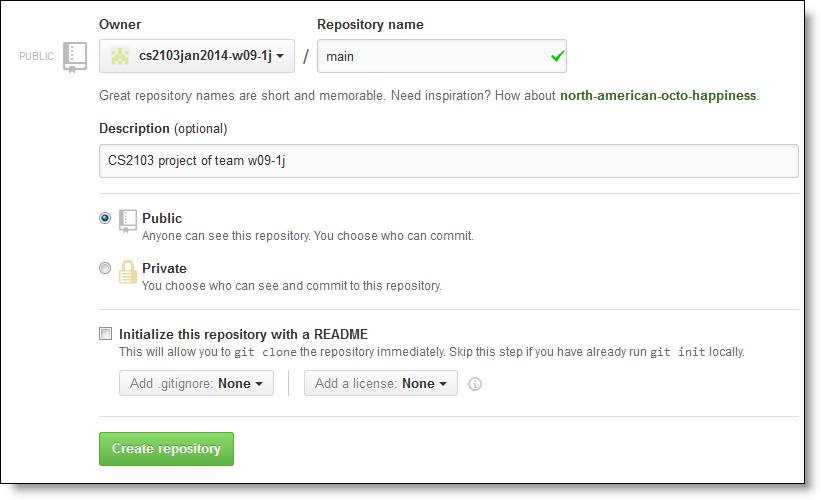 Owner Repository name
PUBLIC cs2103jan2014-w09-1j / main
Great repository names are short and memorable. Need inspiration? How about north-american-octo-happiness.
Description (optional)
CS2103 project of team w09-1j
Public
Anyone can see this repository. You choose who can commit.
Private
You choose who can see and commit to this repository.
Initialize this repository with a README
This will allow you to git clone the repository immediately. Skip this step if you have already run git init locally.
Add .gitignore: None Add a license: None
Create repository